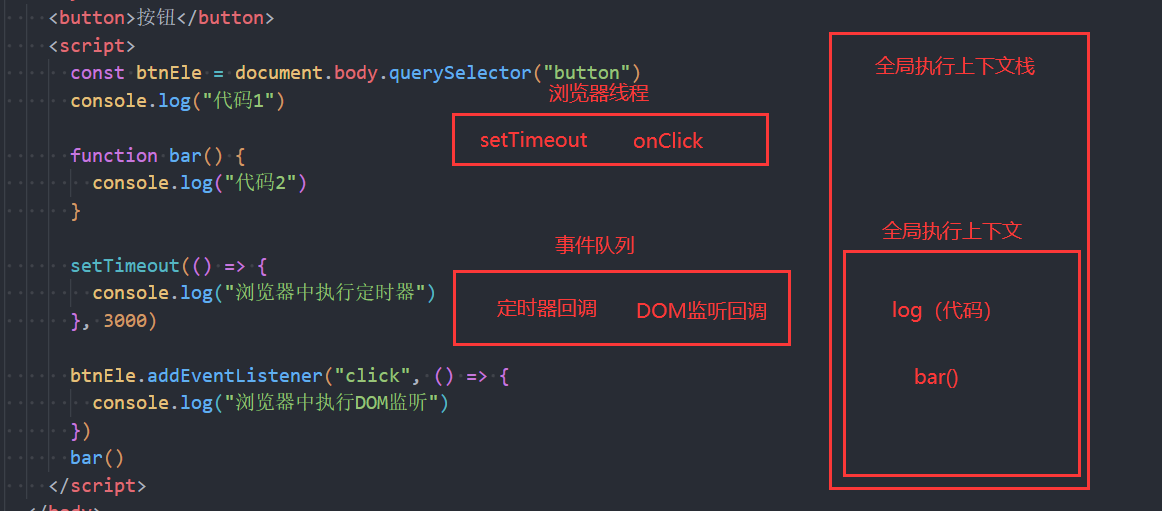 <button>按钮</button>
<script>
const btnEle = document.body.querySelector("button")
console.log("代码1")
function bar() {
console.log("代码2")
}
setTimeout(() => {
console.log("浏览器中执行定时器")
}, 3000)
btnEle.addEventListener("click", () => {
console.log("浏览器中执行DOM监听")
})
bar()
</script>
</body>
浏览器线程
setTimeout onClick
事件队列
定时器回调 DOM监听回调
全局执行上下文栈
全局执行上下文
log（代码）
bar()